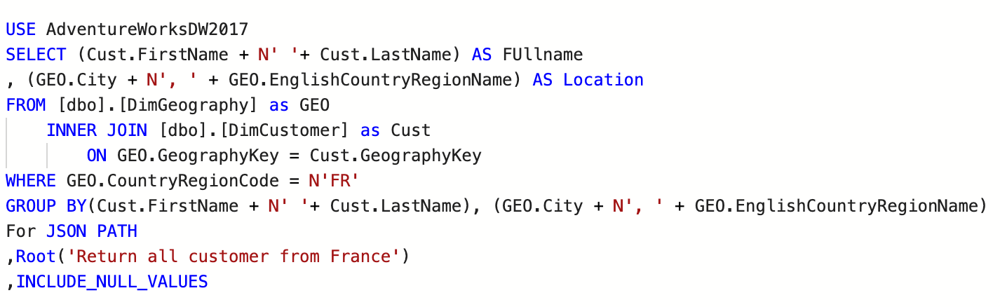 USE AdventureWorksDW2017
SELECT (Cust.FirstName + N' '+ Cust.LastName) AS FUllname
, (GEO.City + N', ' + GEO.EnglishCountryRegionName) AS Location
FROM [dbo].[DimGeography] as GEO
    INNER JOIN [dbo].[DimCustomer] as Cust
        ON GEO.GeographyKey = Cust.GeographyKey
WHERE GEO.CountryRegionCode = N'FR'
GROUP BY(Cust.FirstName + N' '+ Cust.LastName), (GEO.City + N', ' + GEO.EnglishCountryRegionName)
For JSON PATH
,Root('Return all customer from France')
,INCLUDE_NULL_VALUES